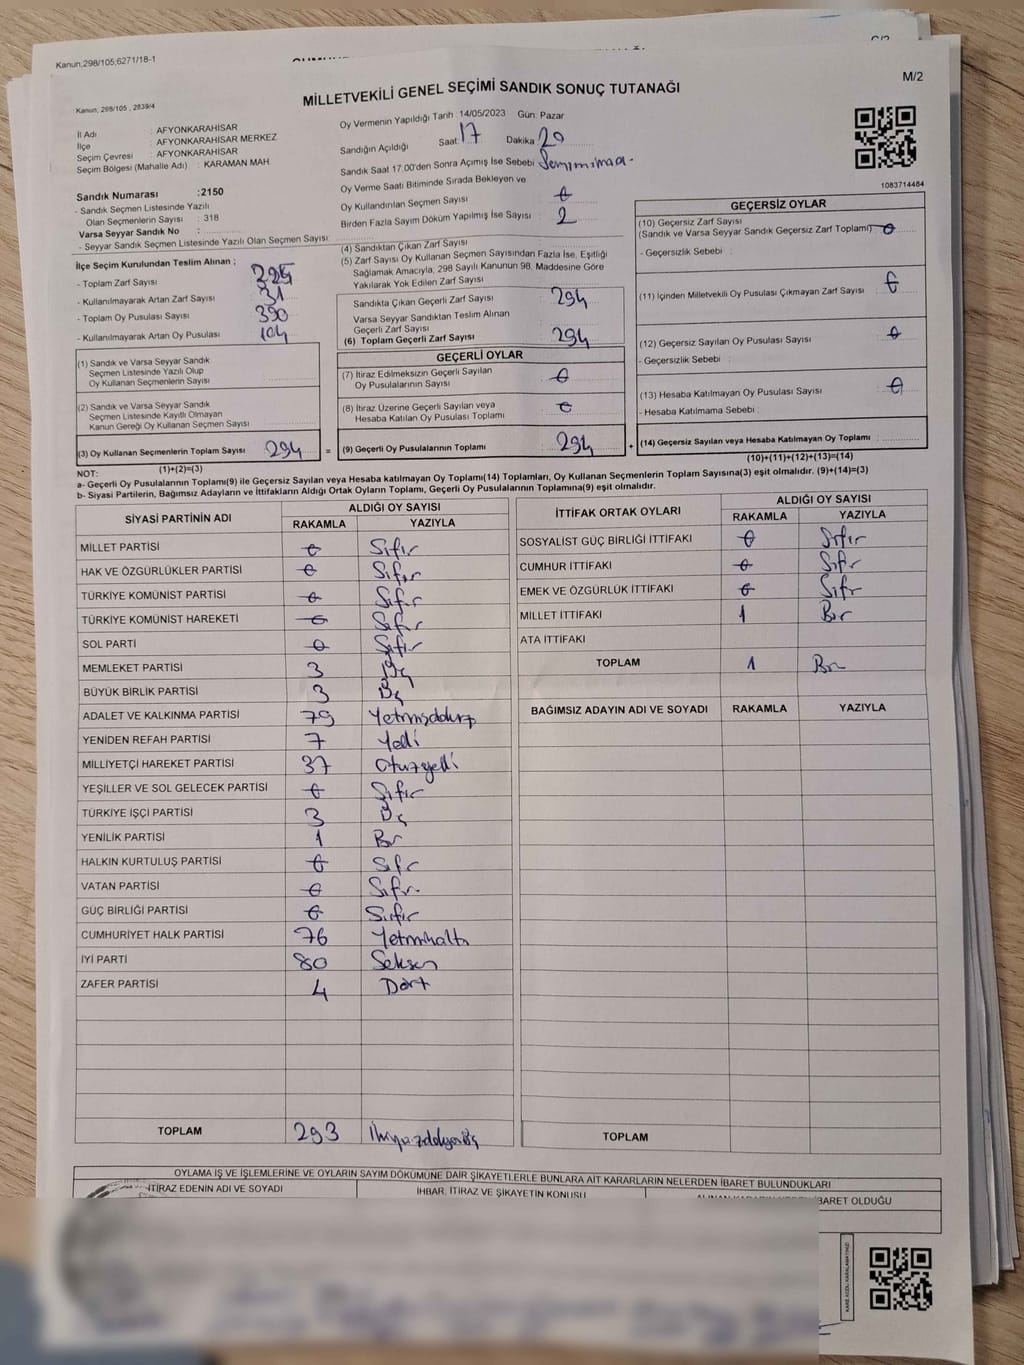 Kanun;298/105,6271/18-1
C/2
M/2
MİLLETVEKİLİ GENEL SEÇİMİ SANDIK SONUÇ TUTANAĞI
Kanun; 298/105 , 2839/4
İl Adı : AFYONKARAHİSAR
İlçe : AFYONKARAHİSAR MERKEZ
Seçim Çevresi : AFYONKARAHİSAR
Seçim Bölgesi (Mahalle Adı) : KARAMAN MAH
Sandık Numarası :2150
- Sandık Seçmen Listesinde Yazılı
Olan Seçmenlerin Sayısı : 318
Varsa Seyyar Sandık No :
- Seyyar Sandık Seçmen Listesinde Yazılı Olan Seçmen Sayısı :
Oy Vermenin Yapıldığı Tarih : 14/05/2023 Gün: Pazar
Sandığın Açıldığı Saat: 17 Dakika 20
Sandık Saat 17.00'den Sonra Açımış İse Sebebi
Oy Verme Saati Bitiminde Sırada Bekleyen ve
Oy Kullandırılan Seçmen Sayısı 0
Birden Fazla Sayım Döküm Yapılmış İse Sayısı : 2
1083714484
İlçe Seçim Kurulundan Teslim Alınan ;
- Toplam Zarf Sayısı : 325
- Kullanılmayarak Artan Zarf Sayısı : 31
- Toplam Oy Pusulası Sayısı : 390
- Kullanılmayarak Artan Oy Pusulası : 104
(1) Sandık ve Varsa Seyyar Sandık
Seçmen Listesinde Yazılı Olup
Oy Kullanan Seçmenlerin Sayısı
(2) Sandık ve Varsa Seyyar Sandık
Seçmen Listesinde Kayıtlı Olmayan
Kanun Gereği Oy Kullanan Seçmen Sayısı
(3) Oy Kullanan Seçmenlerin Toplam Sayısı 294
(1)+(2)=(3)
(4) Sandıktan Çıkan Zarf Sayısı
(5) Zarf Sayısı Oy Kullanan Seçmen Sayısından Fazla İse, Eşitliği
Sağlamak Amacıyla, 298 Sayılı Kanunun 98. Maddesine Göre
Yakılarak Yok Edilen Zarf Sayısı
Sandıkta Çıkan Geçerli Zarf Sayısı 294
Varsa Seyyar Sandıktan Teslim Alınan
Geçerli Zarf Sayısı
(6) Toplam Geçerli Zarf Sayısı 294
GEÇERLİ OYLAR
(7) İtiraz Edilmeksizin Geçerli Sayılan
Oy Pusulalarının Sayısı 0
(8) İtiraz Üzerine Geçerli Sayılan veya
Hesaba Katılan Oy Pusulası Toplamı 0
= (9) Geçerli Oy Pusulalarının Toplamı 294 +
GEÇERSİZ OYLAR
(10) Geçersiz Zarf Sayısı
(Sandık ve Varsa Seyyar Sandık Geçersiz Zarf Toplamı) 0
- Geçersizlik Sebebi :
(11) İçinden Milletvekili Oy Pusulası Çıkmayan Zarf Sayısı 0
(12) Geçersiz Sayılan Oy Pusulası Sayısı : 0
- Geçersizlik Sebebi :
(13) Hesaba Katılmayan Oy Pusulası Sayısı : 0
- Hesaba Katılmama Sebebi :
(14) Geçersiz Sayılan veya Hesaba Katılmayan Oy Toplamı :
(10)+(11)+(12)+(13)=(14)
NOT:
a- Geçerli Oy Pusulalarının Toplamı(9) ile Geçersiz Sayılan veya Hesaba Katılmayan Oy Toplamı(14) Toplamları, Oy Kullanan Seçmenlerin Toplam Sayısına(3) eşit olmalıdır. (9)+(14)=(3)
b- Siyasi Partilerin, Bağımsız Adayların ve İttifakların Aldığı Ortak Oyların Toplamı, Geçerli Oy Pusulalarının Toplamına(9) eşit olmalıdır.
SİYASİ PARTİNİN ADI ALDIĞI OY SAYISI
RAKAMLA YAZIYLA
MİLLET PARTİSİ 0 Sıfır
HAK VE ÖZGÜRLÜKLER PARTİSİ 0 Sıfır
TÜRKİYE KOMÜNİST PARTİSİ 0 Sıfır
TÜRKİYE KOMÜNİST HAREKETİ 0 Sıfır
SOL PARTİ 0 Sıfır
MEMLEKET PARTİSİ 3 Üç
BÜYÜK BİRLİK PARTİSİ 3 Üç
ADALET VE KALKINMA PARTİSİ 79
YENİDEN REFAH PARTİSİ 7 Yedi
MİLLİYETÇİ HAREKET PARTİSİ 37 Otuzyedi
YEŞİLLER VE SOL GELECEK PARTİSİ 0 Sıfır
TÜRKİYE İŞÇİ PARTİSİ 3 Üç
YENİLİK PARTİSİ 1 Bir
HALKIN KURTULUŞ PARTİSİ 0 Sıfır
VATAN PARTİSİ 0 Sıfır
GÜÇ BİRLİĞİ PARTİSİ 0 Sıfır
CUMHURİYET HALK PARTİSİ 76 Yetmişaltı
İYİ PARTİ 80 Seksen
ZAFER PARTİSİ 4 Dört
TOPLAM 293 İkiyüzdoksanüç
İTTİFAK ORTAK OYLARI ALDIĞI OY SAYISI
RAKAMLA YAZIYLA
SOSYALİST GÜÇ BİRLİĞİ İTTİFAKI 0 Sıfır
CUMHUR İTTİFAKI 0 Sıfır
EMEK VE ÖZGÜRLÜK İTTİFAKI 0 Sıfır
MİLLET İTTİFAKI 1 Bir
ATA İTTİFAKI
TOPLAM 1 Bir
BAĞIMSIZ ADAYIN ADI VE SOYADI RAKAMLA YAZIYLA
TOPLAM
OYLAMA İŞ VE İŞLEMLERİNE VE OYLARIN SAYIM DÖKÜMÜNE DAİR ŞİKAYETLERLE BUNLARA AİT KARARLARIN NELERDEN İBARET BULUNDUKLARI
İTİRAZ EDENİN ADI VE SOYADI İHBAR, İTİRAZ VE ŞİKAYETİN KONUSU İBARET OLDUĞU